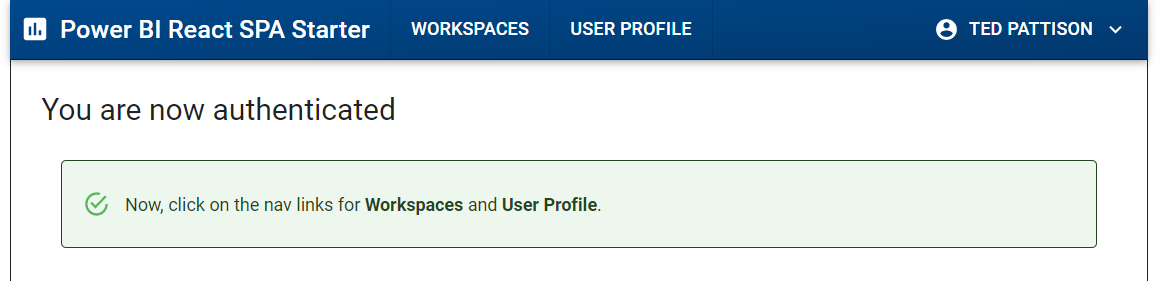 Power BI React SPA Starter WORKSPACES USER PROFILE TED PATTISON
You are now authenticated
Now, click on the nav links for Workspaces and User Profile.